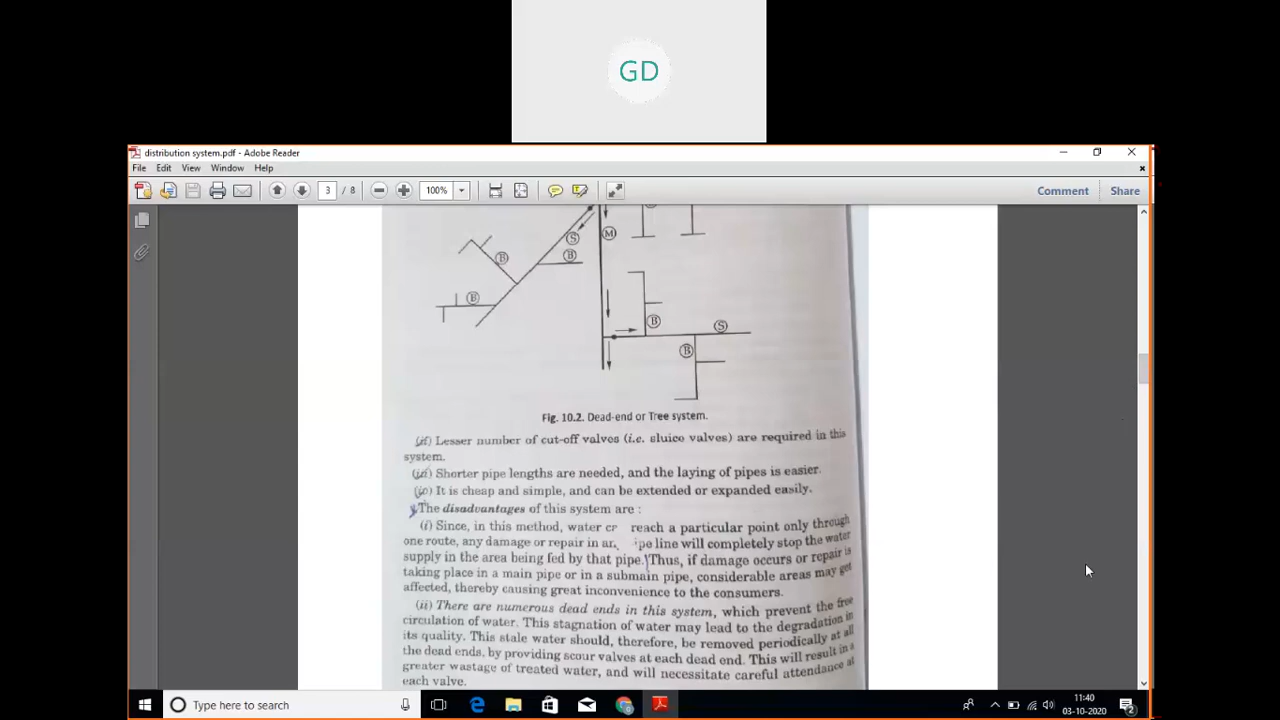 GD
distribution system.pdf - Adobe Reader
File Edit View Window Help
3 / 8 100% Comment Share
S M
B B
B
B S
B
Fig. 10.2. Dead-end or Tree system.
(ii) Lesser number of cut-off valves (i.e. sluice valves) are required in this
system.
(iii) Shorter pipe lengths are needed, and the laying of pipes is easier.
(iv) It is cheap and simple, and can be extended or expanded easily.
The disadvantages of this system are :
(i) Since, in this method, water c reach a particular point only through
one route, any damage or repair in an ipe line will completely stop the water
supply in the area being fed by that pipe. Thus, if damage occurs or repair is
taking place in a main pipe or in a submain pipe, considerable areas may get
affected, thereby causing great inconvenience to the consumers.
(ii) There are numerous dead ends in this system, which prevent the free
circulation of water. This stagnation of water may lead to the degradation in
its quality. This stale water should, therefore, be removed periodically at all
the dead ends, by providing scour valves at each dead end. This will result in a
greater wastage of treated water, and will necessitate careful attendance at
each valve.
Type here to search
11:40
03-10-2020
2